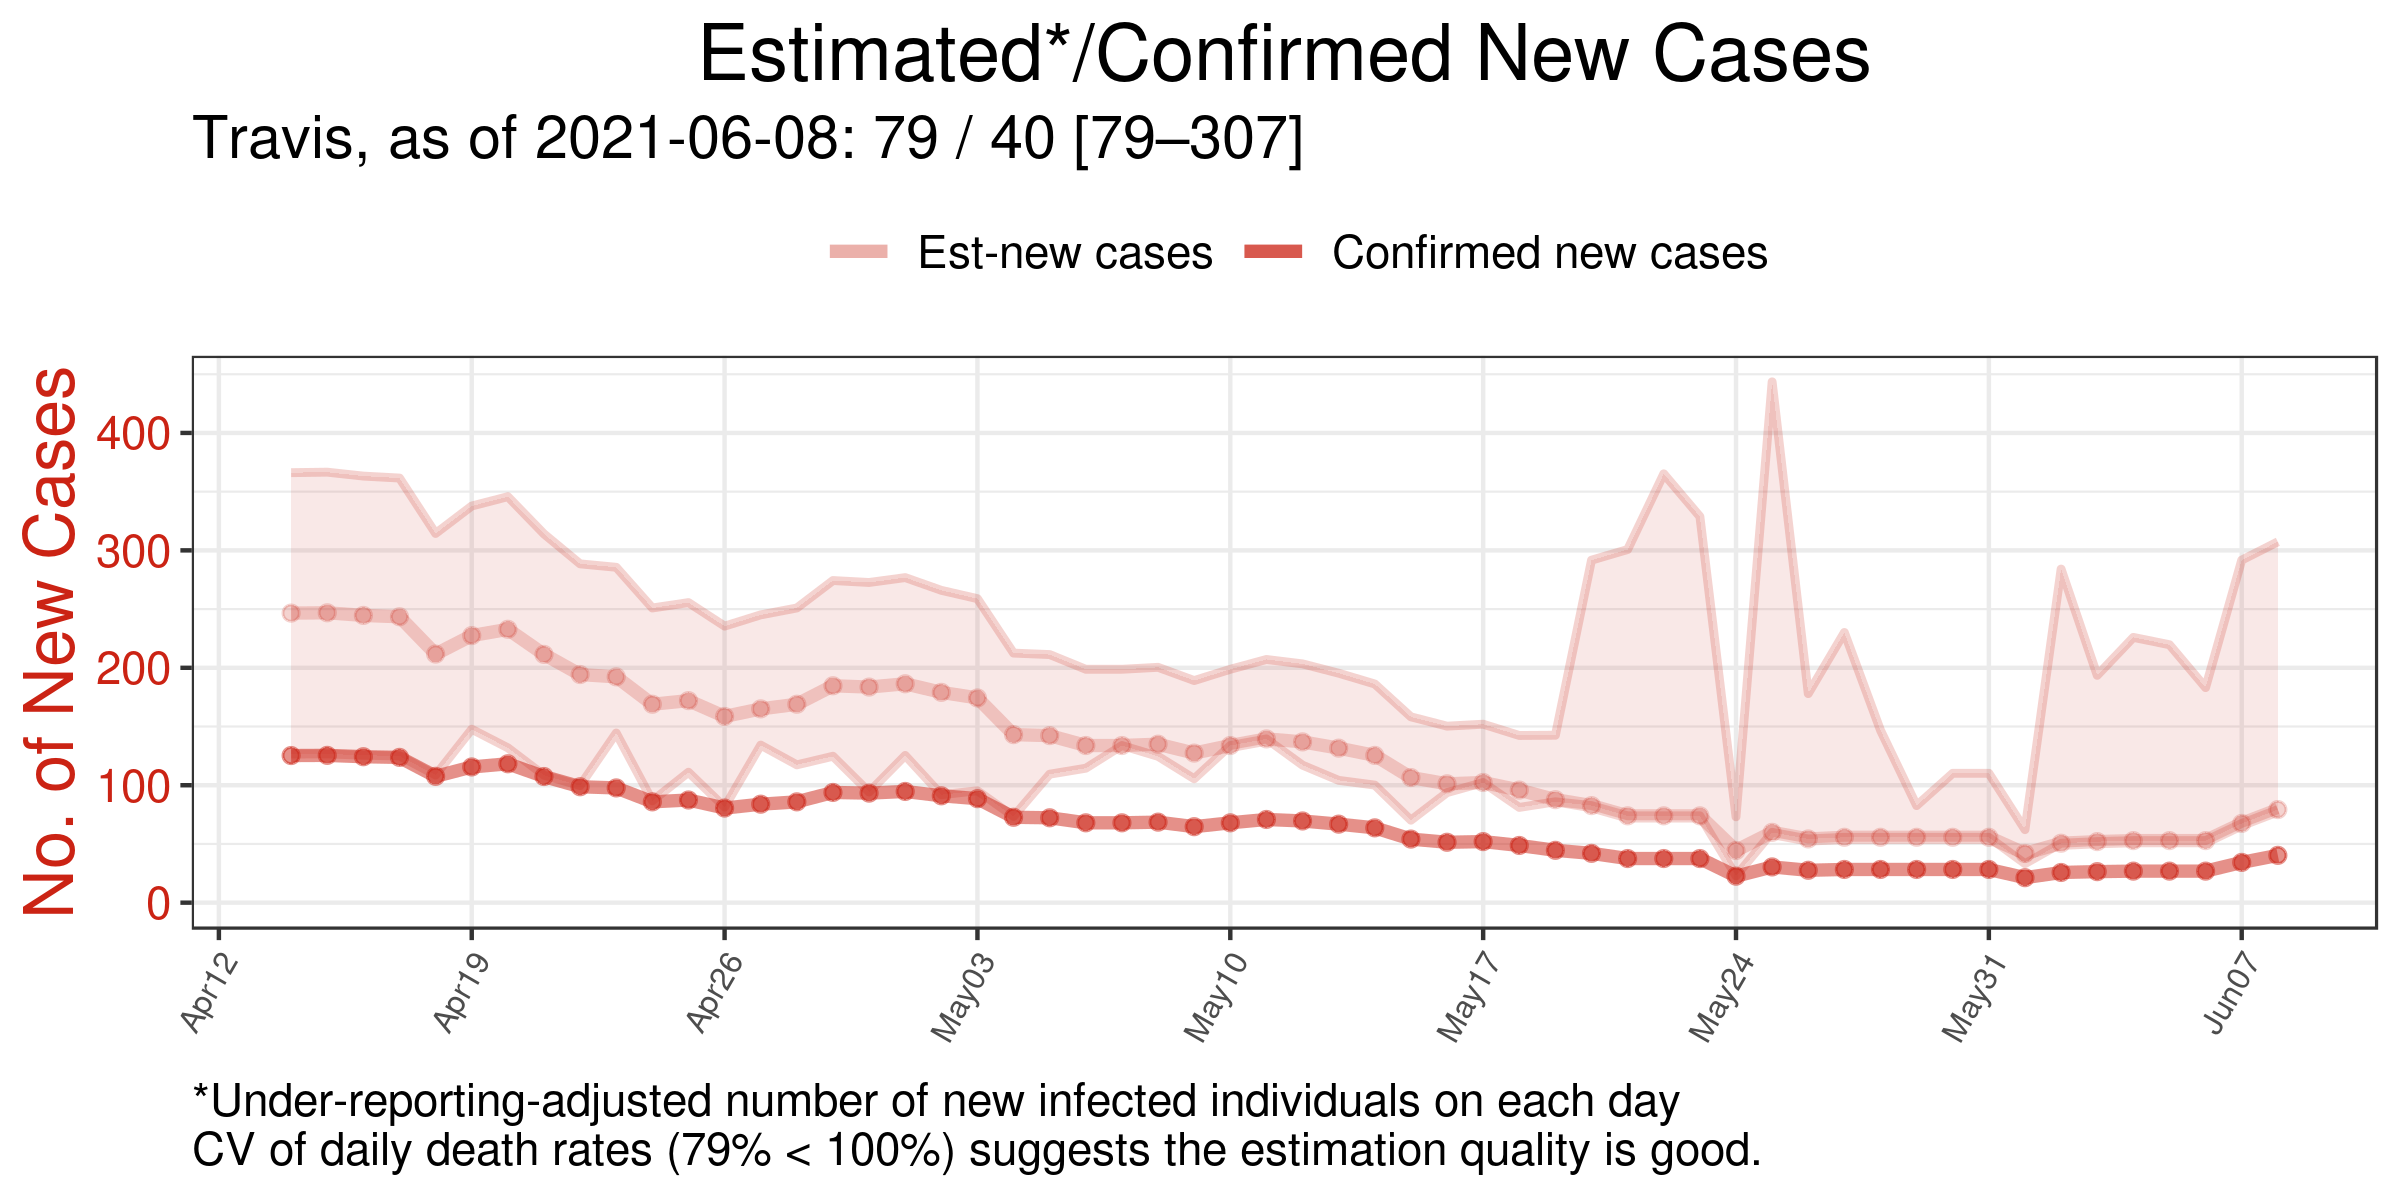 Estimated*/Confirmed New Cases
Travis, as of 2021-06-08: 79 / 40 [79–307]
Est-new cases Confirmed new cases
No. of New Cases
400
300
200
100
0
Apr12 Apr19 Apr26 May03 May10 May17 May24 May31 Jun07
*Under-reporting-adjusted number of new infected individuals on each day
CV of daily death rates (79% < 100%) suggests the estimation quality is good.